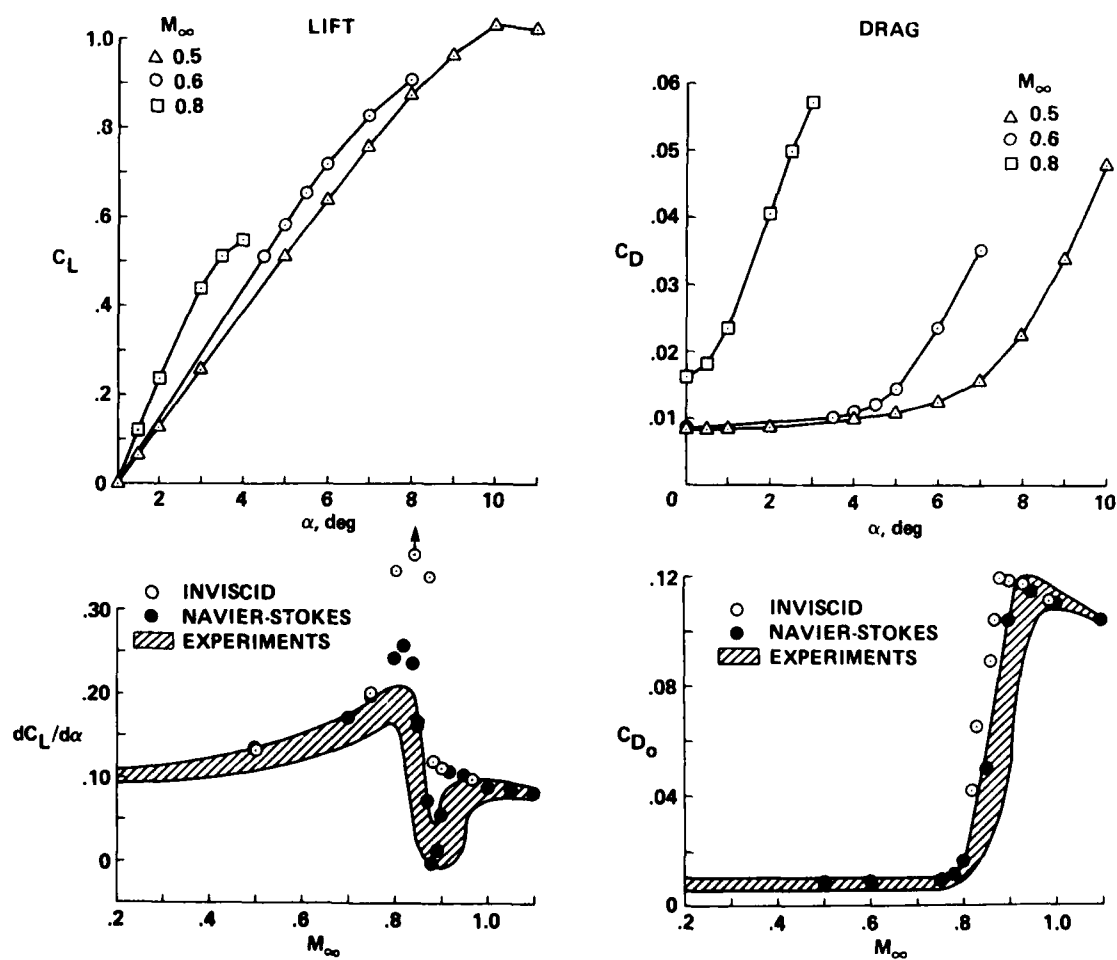 LIFT
M∞
0.5
0.6
0.8
1.0
.8
.6
.4
.2
0
CL
2
4
6
8
10
α, deg
DRAG
M∞
0.5
0.6
0.8
.06
.05
.04
.03
.02
.01
0
CD
0
2
4
6
8
10
α, deg
INVISCID
NAVIER-STOKES
EXPERIMENTS
.30
.20
.10
0
dCL/dα
.2
.4
.6
.8
1.0
M∞
INVISCID
NAVIER-STOKES
EXPERIMENTS
.12
.08
.04
0
CDo
.2
.4
.6
.8
1.0
M∞